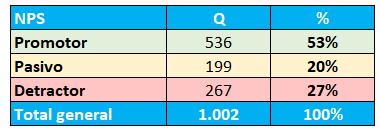 NPS Q %
Promotor 536 53%
Pasivo 199 20%
Detractor 267 27%
Total general 1.002 100%